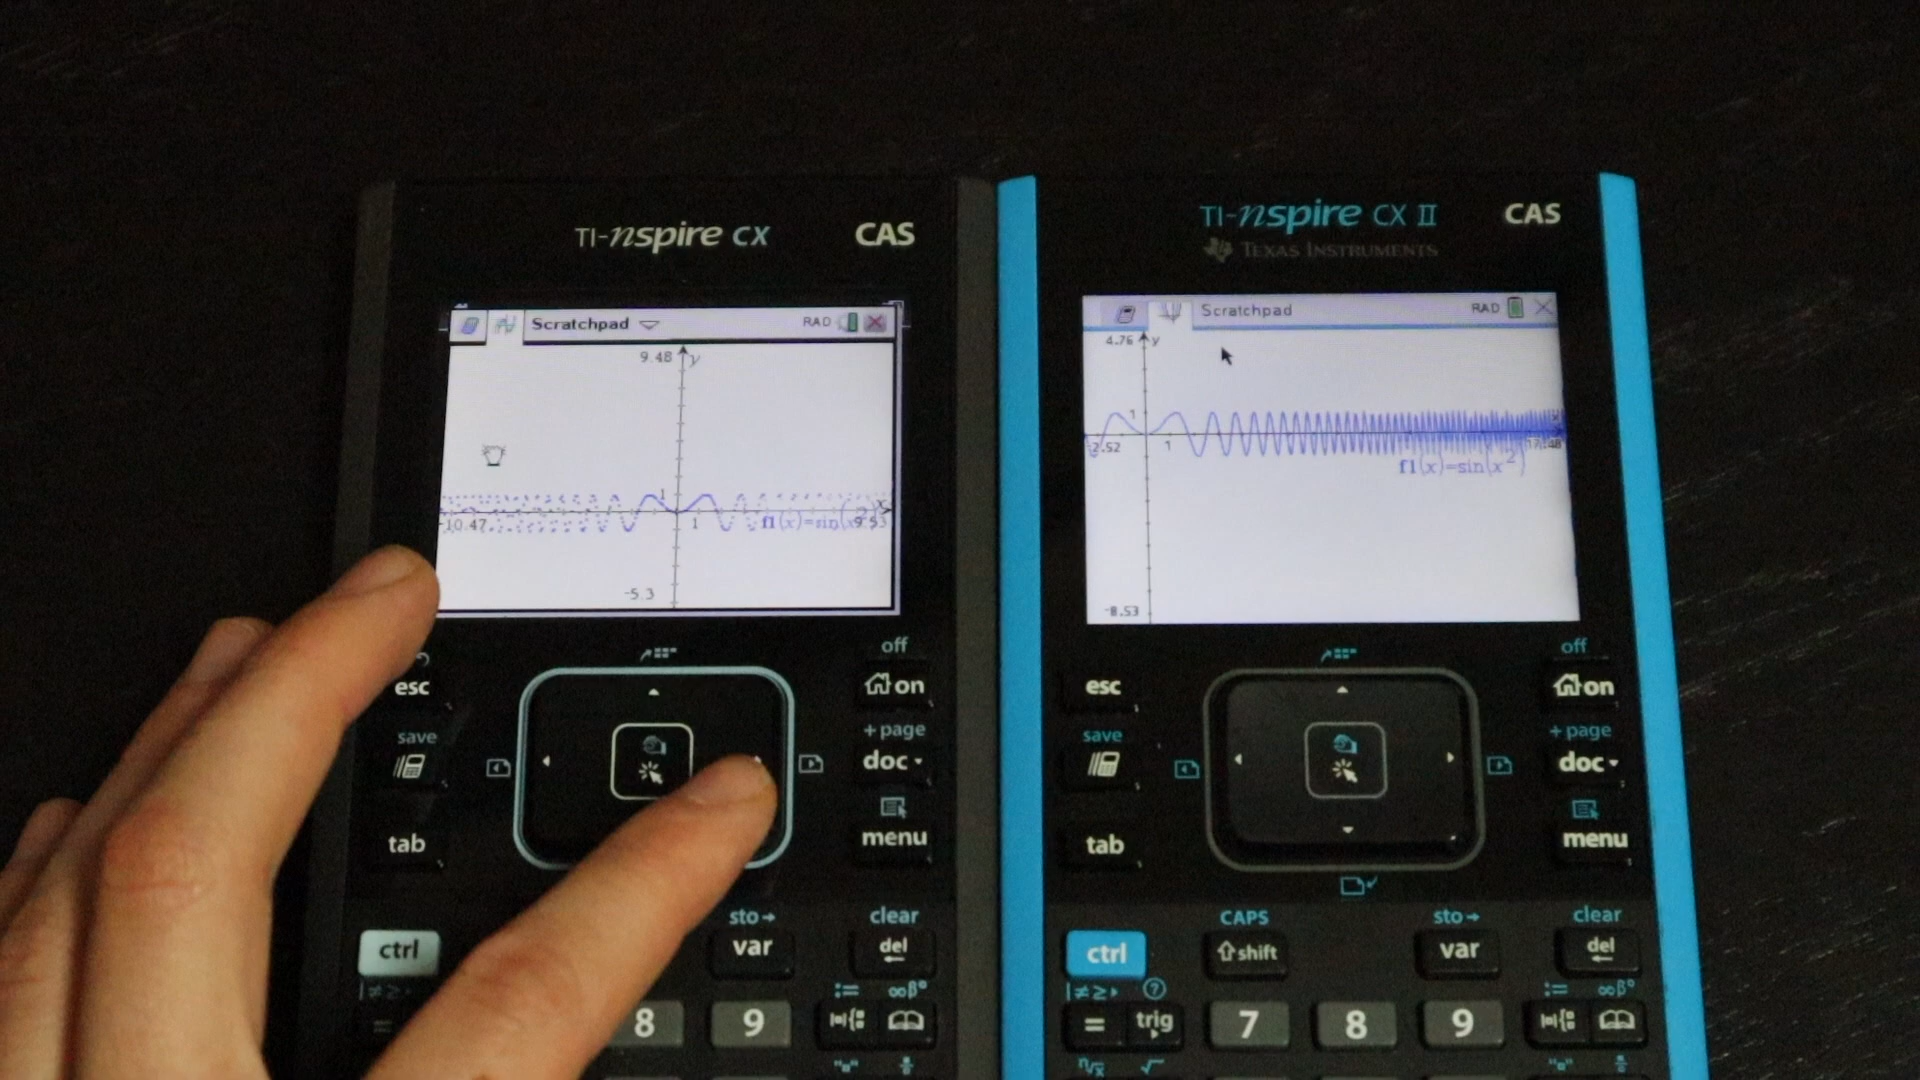 TI-nspire CX CAS
Scratchpad RAD
9.48 y
1
-10.47 1 f1(x)=sin(x²) 9.53 x
-5.3
off
esc on
save + page
doc
tab menu
sto→ clear
ctrl var del
|≠≥▸ := ∞β°
= 8 9 |□|{
TI-nspire CX II CAS
TEXAS INSTRUMENTS
Scratchpad RAD
4.76 y
1
-2.52 1 17.48
f1(x)=sin(x²)
-8.53
off
esc on
save + page
doc
tab menu
CAPS sto→ clear
ctrl ⇧shift var del
|≠≥▸ ? := ∞β°
= trig 7 8 9 |□|{
ⁿ√x √ "□"